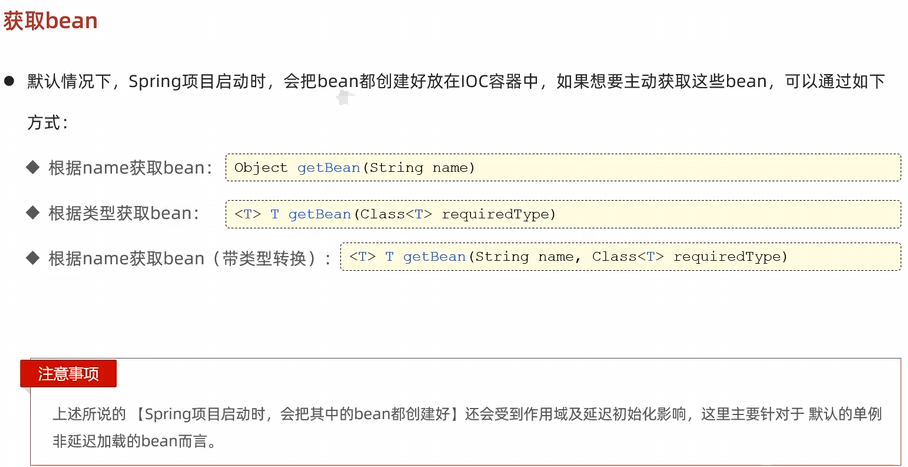 获取bean
默认情况下，Spring项目启动时，会把bean都创建好放在IOC容器中，如果想要主动获取这些bean，可以通过如下
方式：
根据name获取bean： Object getBean(String name)
根据类型获取bean： <T> T getBean(Class<T> requiredType)
根据name获取bean（带类型转换）： <T> T getBean(String name, Class<T> requiredType)
注意事项
上述所说的 【Spring项目启动时，会把其中的bean都创建好】还会受到作用域及延迟初始化影响，这里主要针对于 默认的单例
非延迟加载的bean而言。